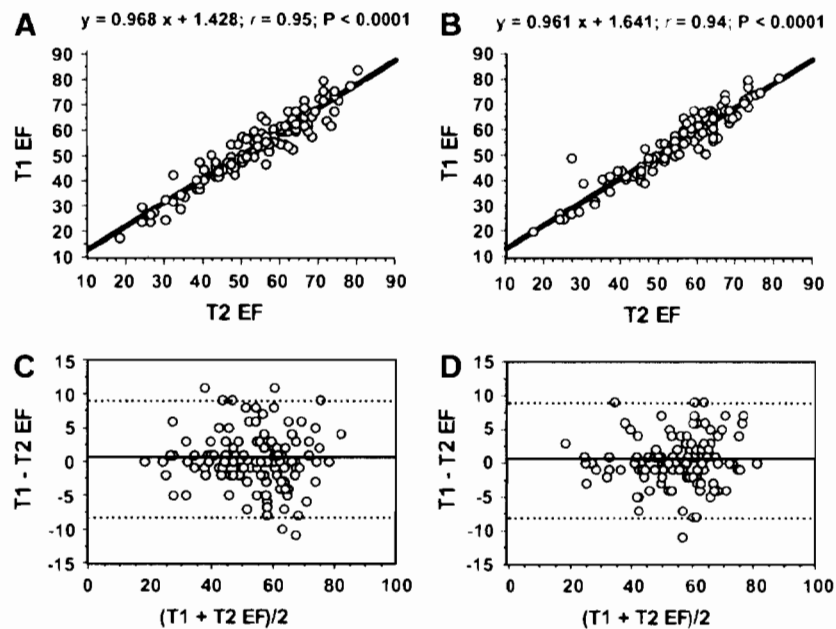 A
y = 0.968 x + 1.428; r = 0.95; P < 0.0001
90
80
70
60
50
40
30
20
10
T1 EF
10 20 30 40 50 60 70 80 90
T2 EF
B
y = 0.961 x + 1.641; r = 0.94; P < 0.0001
90
80
70
60
50
40
30
20
10
T1 EF
10 20 30 40 50 60 70 80 90
T2 EF
C
15
10
5
0
-5
-10
-15
T1 - T2 EF
0 20 40 60 80 100
(T1 + T2 EF)/2
D
15
10
5
0
-5
-10
-15
T1 - T2 EF
0 20 40 60 80 100
(T1 + T2 EF)/2